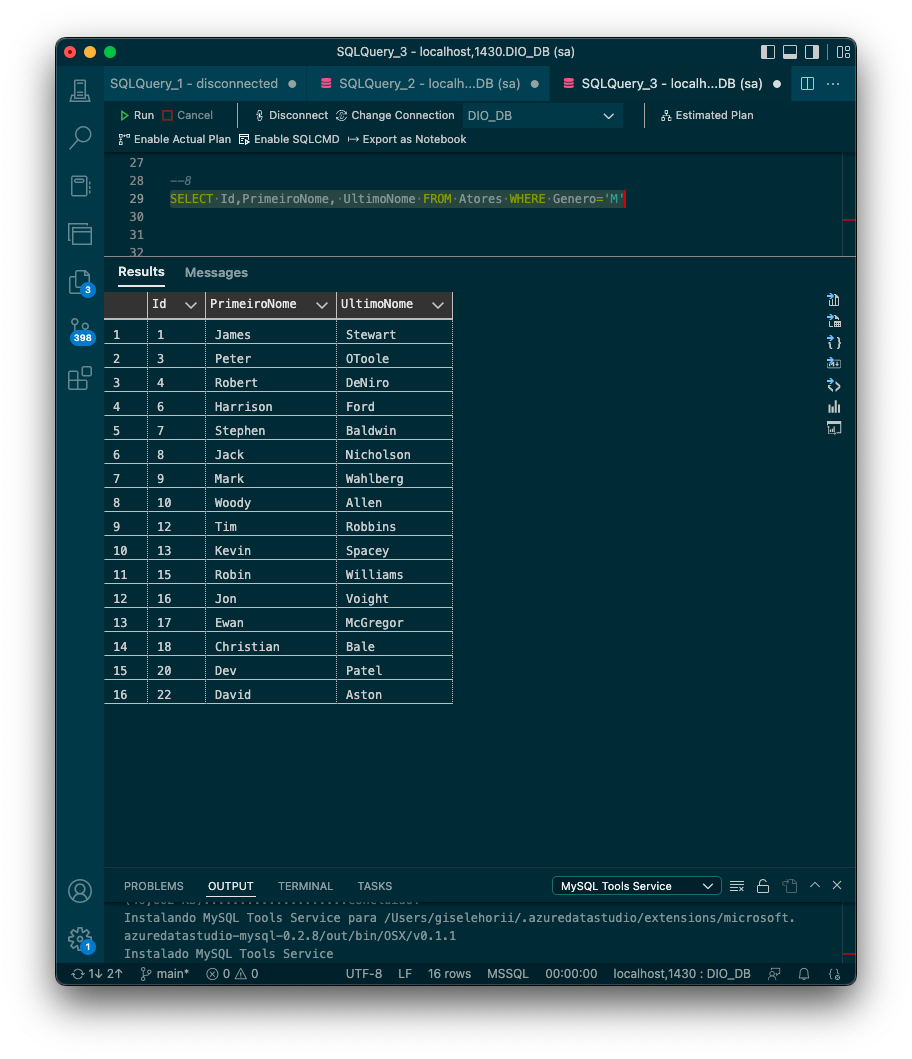 SQLQuery_3 - localhost,1430.DIO_DB (sa)
SQLQuery_1 - disconnected
SQLQuery_2 - localh...DB (sa)
SQLQuery_3 - localh...DB (sa)
Run Cancel Disconnect Change Connection DIO_DB Estimated Plan
Enable Actual Plan Enable SQLCMD Export as Notebook
27
28 --8
29 SELECT Id,PrimeiroNome, UltimoNome FROM Atores WHERE Genero='M'
30
31
32
Results Messages
Id PrimeiroNome UltimoNome
1 1 James Stewart
2 3 Peter OToole
3 4 Robert DeNiro
4 6 Harrison Ford
5 7 Stephen Baldwin
6 8 Jack Nicholson
7 9 Mark Wahlberg
8 10 Woody Allen
9 12 Tim Robbins
10 13 Kevin Spacey
11 15 Robin Williams
12 16 Jon Voight
13 17 Ewan McGregor
14 18 Christian Bale
15 20 Dev Patel
16 22 David Aston
3
398
1
PROBLEMS OUTPUT TERMINAL TASKS MySQL Tools Service
Instalando MySQL Tools Service para /Users/giselehorii/.azuredatastudio/extensions/microsoft.
azuredatastudio-mysql-0.2.8/out/bin/OSX/v0.1.1
Instalado MySQL Tools Service
1↓ 2↑ main* 0 0 UTF-8 LF 16 rows MSSQL 00:00:00 localhost,1430 : DIO_DB